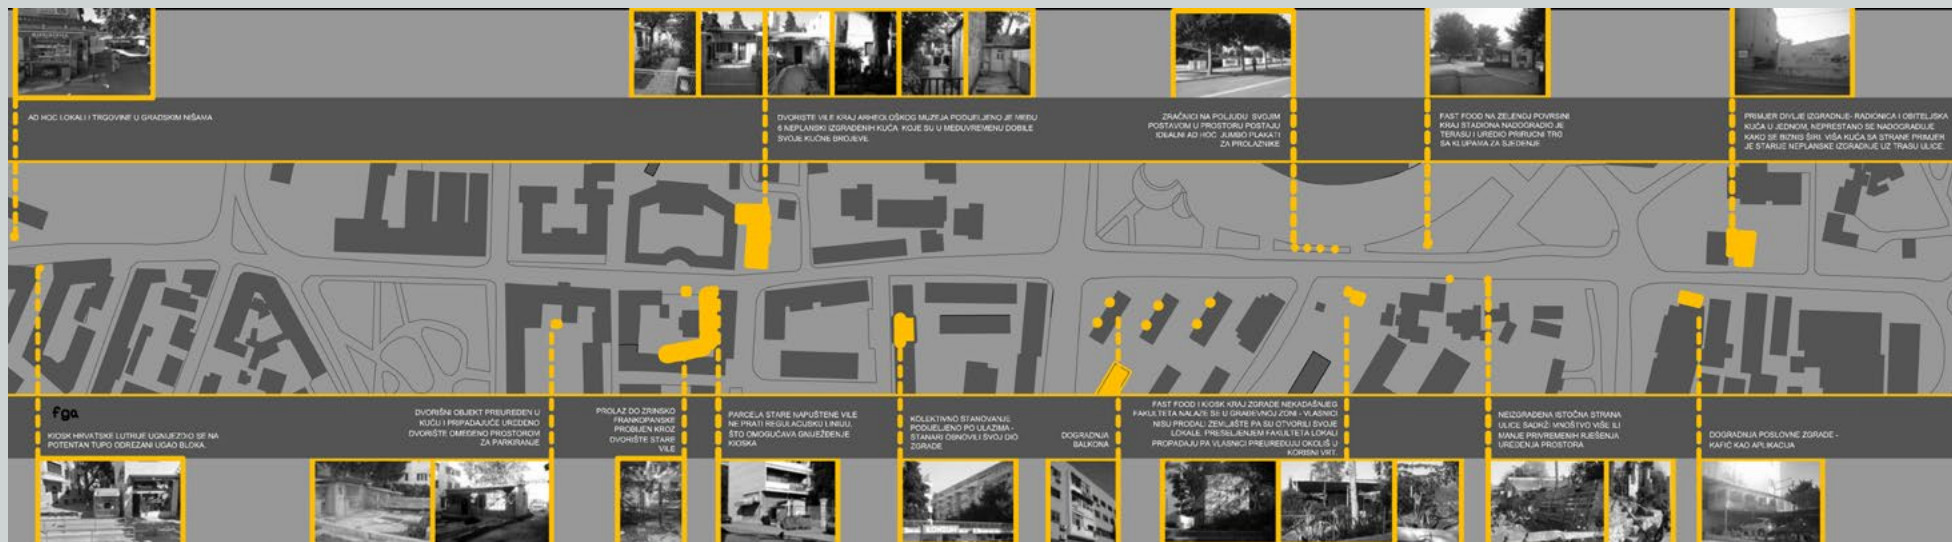 AD HOC LOKALI I TRGOVINE U GRADSKIM NIŠAMA
DVORIŠTE VILE KRAJ ARHEOLOŠKOG MUZEJA PODIJELJENO JE MEĐU
6 NEPLANSKI IZGRAĐENIH KUĆA KOJE SU U MEĐUVREMENU DOBILE
SVOJE KUĆNE BROJEVE.
ZRAČNICI NA POLJUDU SVOJIM
POSTAVOM U PROSTORU POSTAJU
IDEALNI AD HOC JUMBO PLAKATI
ZA PROLAZNIKE
FAST FOOD NA ZELENOJ POVRŠINI
KRAJ STADIONA NADOGRADIO JE
TERASU I UREDIO PRIRUČNI TRG
SA KLUPAMA ZA SJEDENJE
PRIMJER DIVLJE IZGRADNJE- RADIONICA I OBITELJSKA
KUĆA U JEDNOM, NEPRESTANO SE NADOGRAĐUJE
KAKO SE BIZNIS ŠIRI. VIŠA KUĆA SA STRANE PRIMJER
JE STARIJE NEPLANSKE IZGRADNJE UZ TRASU ULICE.
fga
KIOSK HRVATSKE LUTRIJE UGNIJEZDIO SE NA
POTENTAN TUPO ODREZANI UGAO BLOKA.
DVORIŠNI OBJEKT PREUREĐEN U
KUĆU I PRIPADAJUĆE UREĐENO
DVORIŠTE OMEĐENO PROSTOROM
ZA PARKIRANJE
PROLAZ DO ZRINSKO
FRANKOPANSKE
PROBIJEN KROZ
DVORIŠTE STARE
VILE
PARCELA STARE NAPUŠTENE VILE
NE PRATI REGULACIJSKU LINIJU,
ŠTO OMOGUĆAVA GNIJEŽĐENJE
KIOSKA
KOLEKTIVNO STANOVANJE
PODIJELJENO PO ULAZIMA -
STANARI OSNOVILI SVOJ DIO
ZGRADE
DOGRADNJA
BALKONA
FAST FOOD I KIOSK KRAJ ZGRADE NEKADAŠNJEG
FAKULTETA NALAZE SE U GRAĐEVNOJ ZONI - VLASNICI
NISU PRODALI ZEMLJIŠTE PA SU OTVORILI SVOJE
LOKALE. PRESELJENJEM FAKULTETA LOKALI
PROPADAJU PA VLASNICI PREUREĐUJU OKOLIŠ U
KORISNI VRT.
NEIZGRAĐENA ISTOČNA STRANA
ULICE SADRŽI MNOŠTVO VIŠE ILI
MANJE PRIVREMENIH RJEŠENJA
UREĐENJA PROSTORA
DOGRADNJA POSLOVNE ZGRADE -
KAFIĆ KAO APLIKACIJA